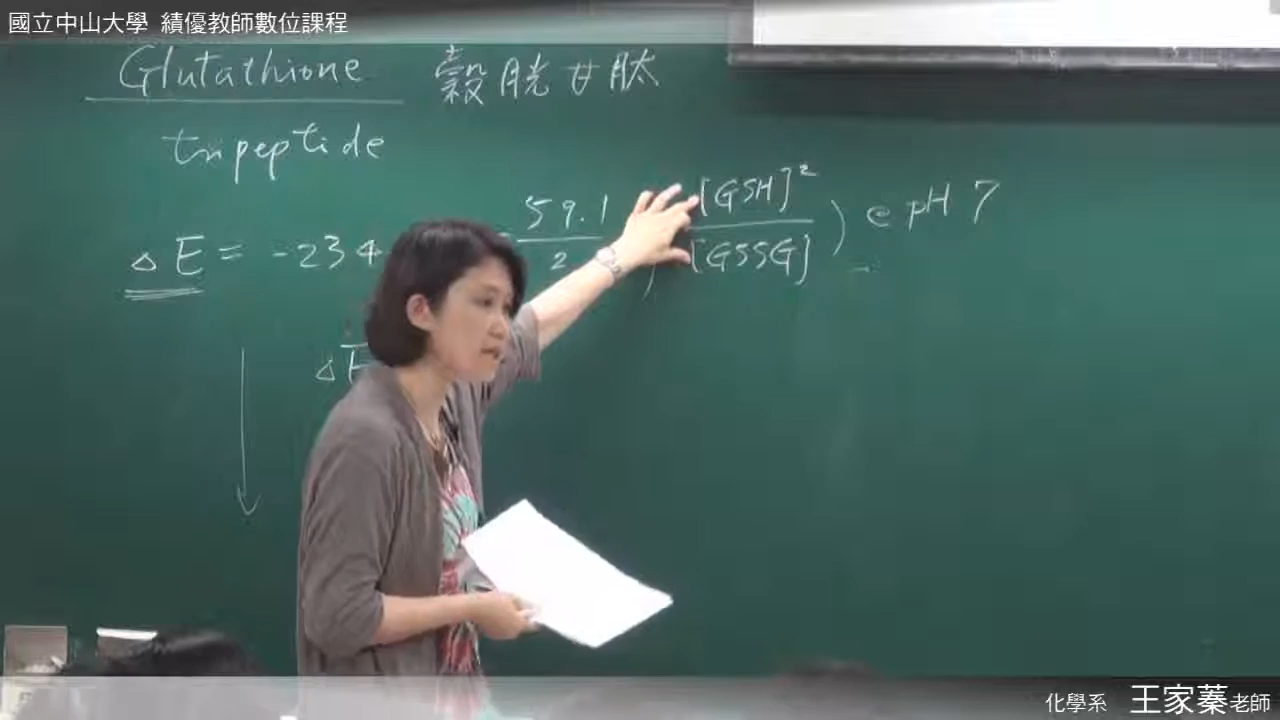 國立中山大學 績優教師數位課程
Glutathione 穀胱甘肽
tripeptide
ΔE = -234 59.1/2 ([GSH]²/[GSSG]) @ pH 7
ΔE
化學系 王家蓁老師